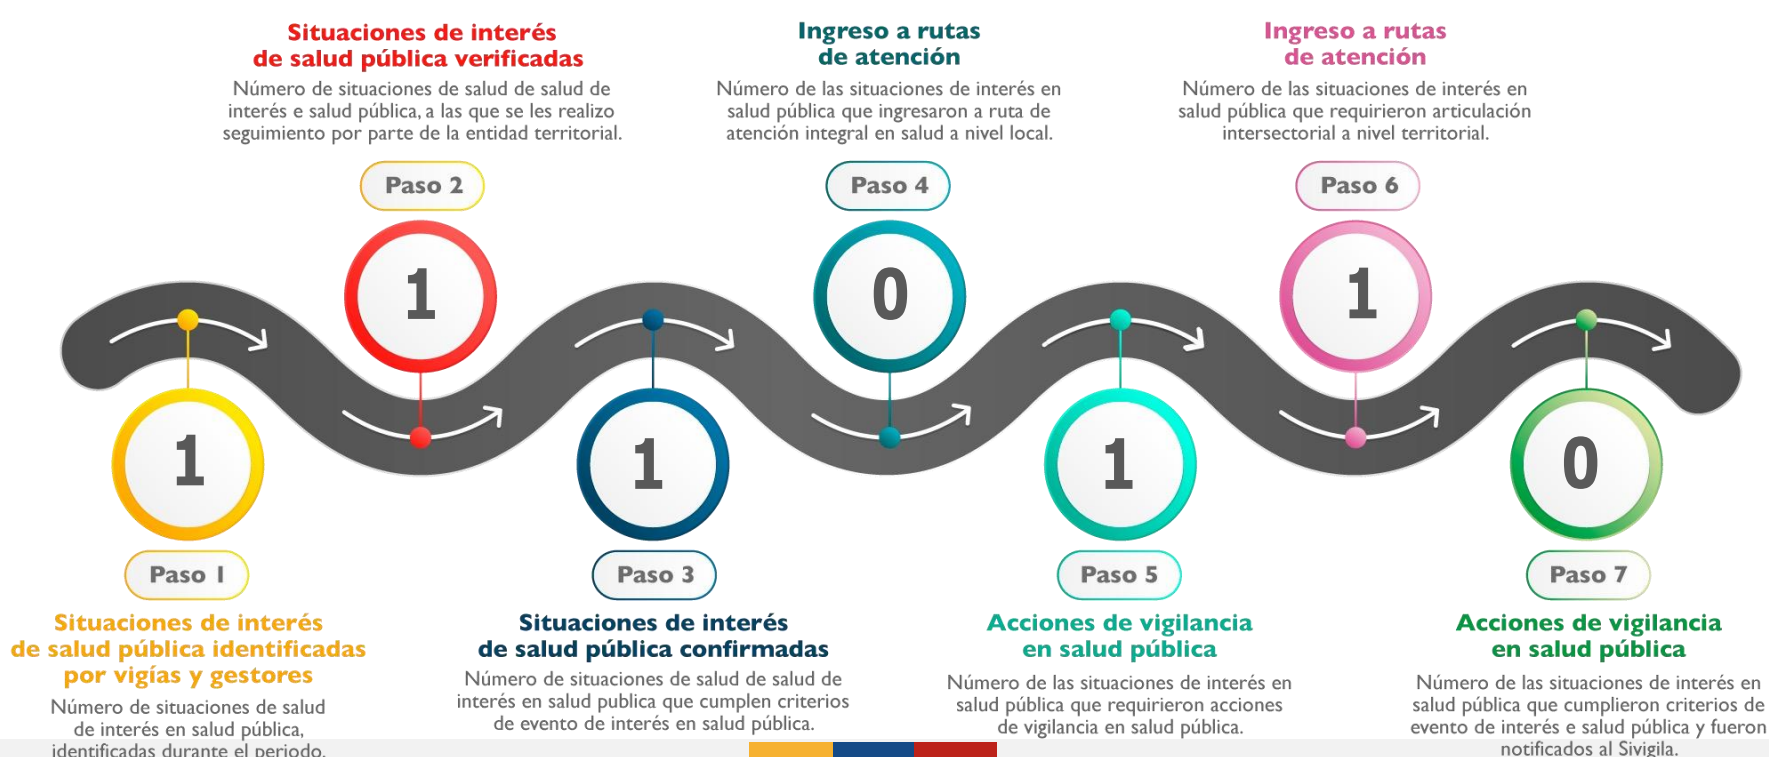 Situaciones de interés
de salud pública verificadas
Número de situaciones de salud de salud de
interés e salud pública, a las que se les realizo
seguimiento por parte de la entidad territorial.
Paso 2
1
Ingreso a rutas
de atención
Número de las situaciones de interés en
salud pública que ingresaron a ruta de
atención integral en salud a nivel local.
Paso 4
0
Ingreso a rutas
de atención
Número de las situaciones de interés en
salud pública que requirieron articulación
intersectorial a nivel territorial.
Paso 6
1
1
Paso 1
Situaciones de interés
de salud pública identificadas
por vigías y gestores
Número de situaciones de salud
de interés en salud pública,
identificadas durante el periodo.
1
Paso 3
Situaciones de interés
de salud pública confirmadas
Número de situaciones de salud de salud de
interés en salud publica que cumplen criterios
de evento de interés en salud pública.
1
Paso 5
Acciones de vigilancia
en salud pública
Número de las situaciones de interés en
salud pública que requirieron acciones
de vigilancia en salud pública.
0
Paso 7
Acciones de vigilancia
en salud pública
Número de las situaciones de interés en
salud pública que cumplieron criterios de
evento de interés e salud pública y fueron
notificados al Sivigila.